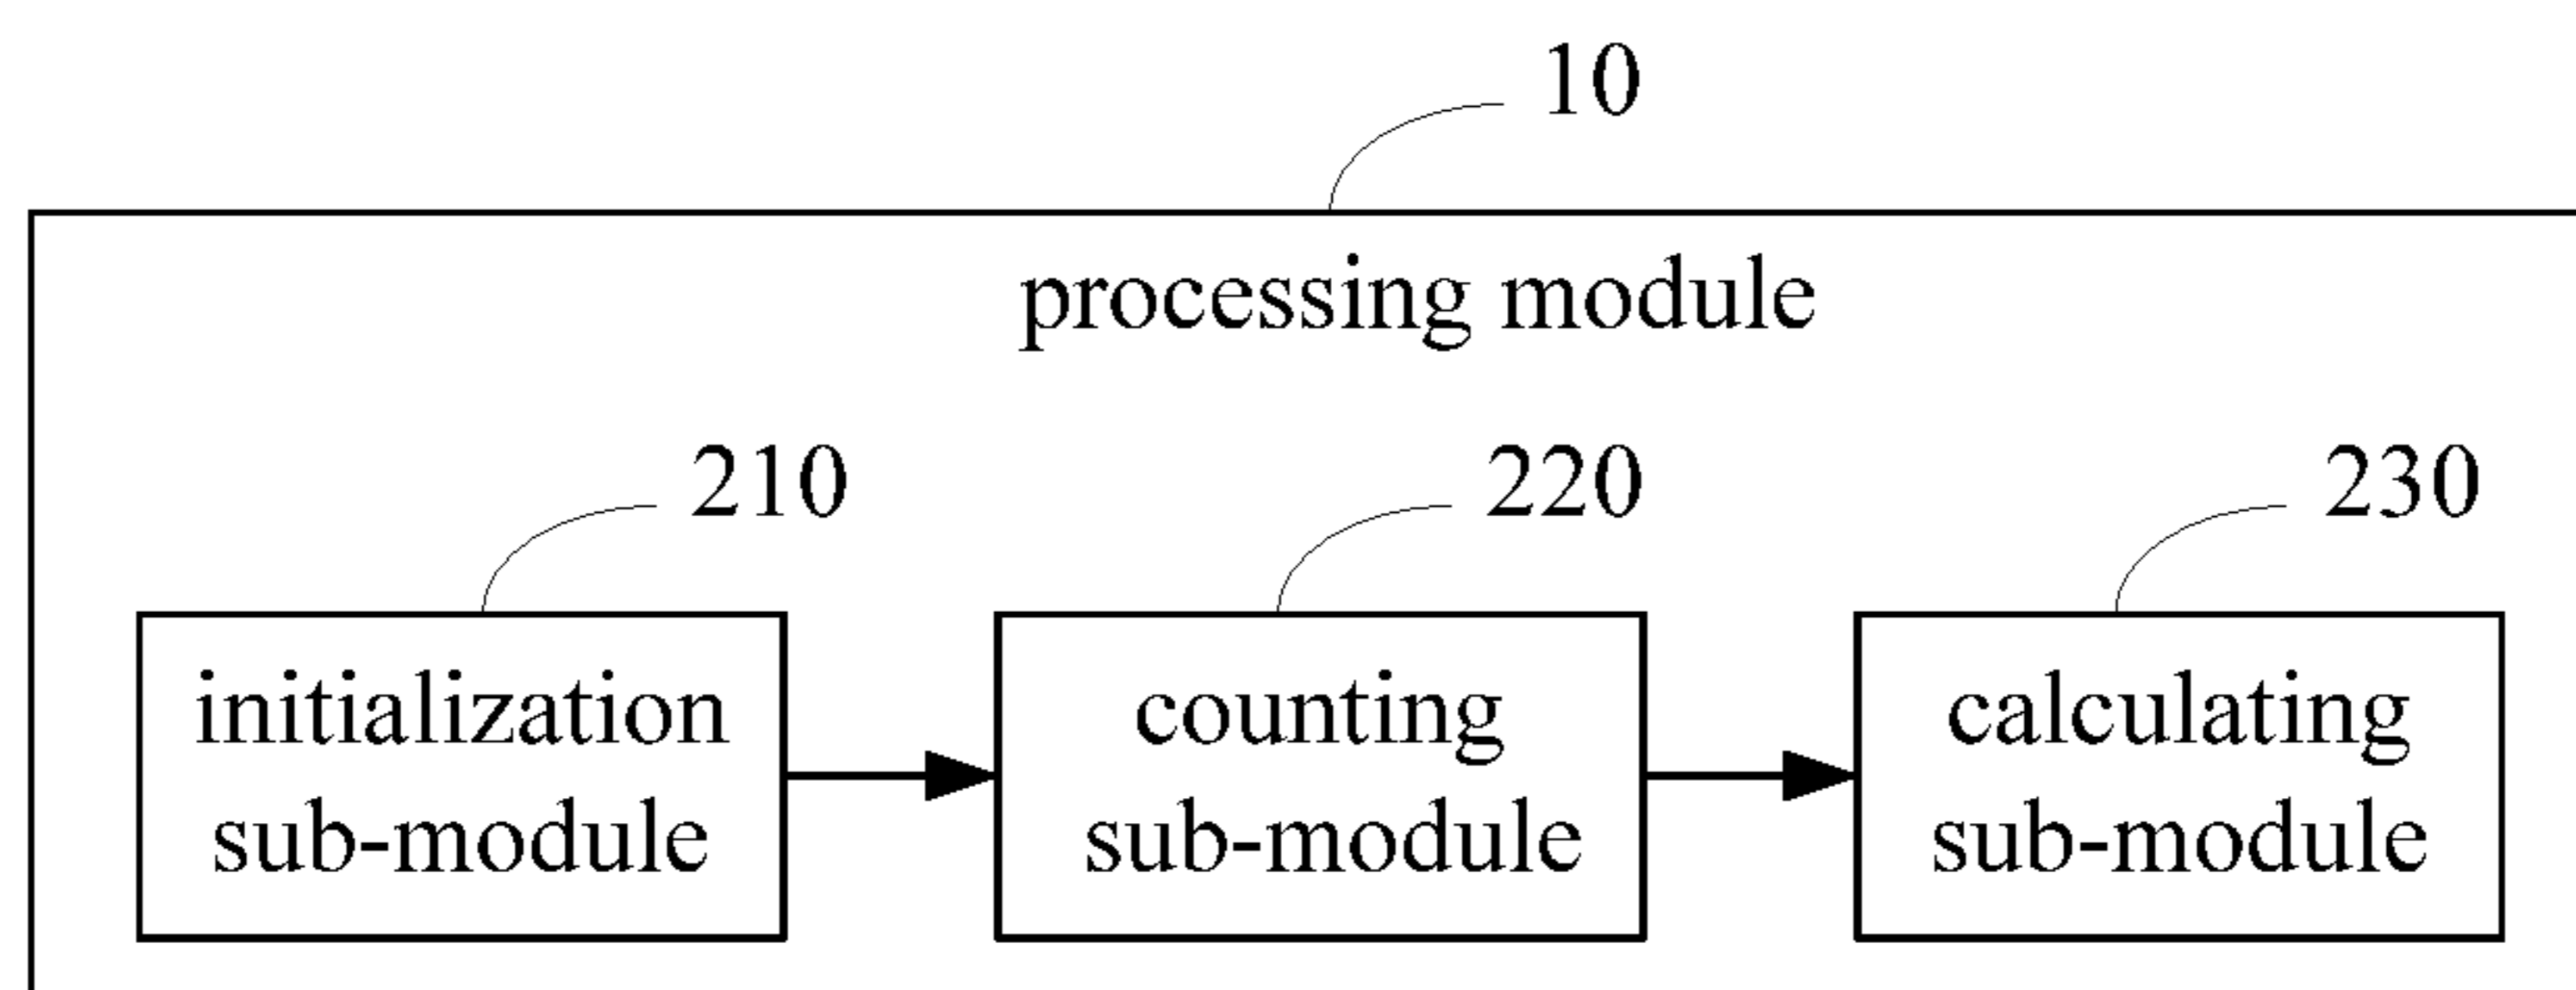 10
processing module
210
220
230
initialization
sub-module
counting
sub-module
calculating
sub-module